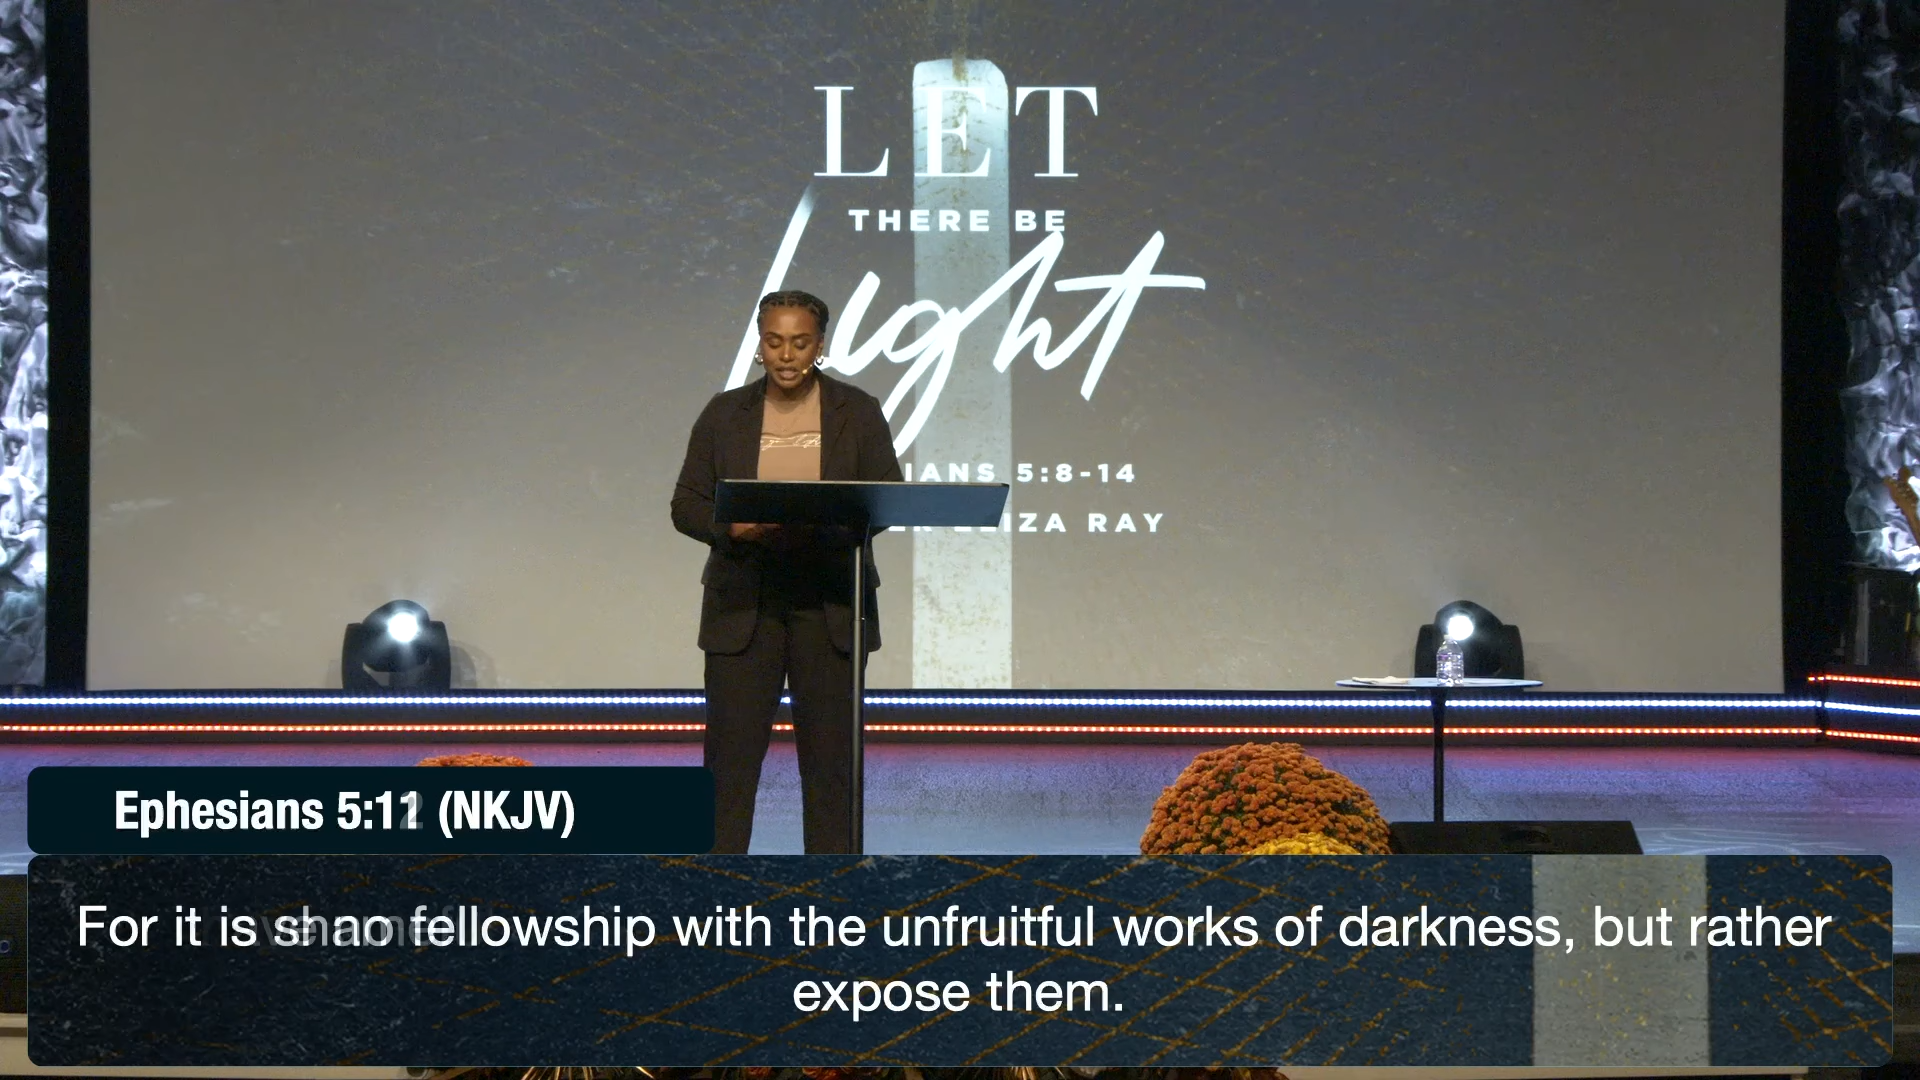 LET
THERE BE
Light
IANS 5:8-14
IZA RAY
Ephesians 5:11 (NKJV)
For it is fellowship with the unfruitful works of darkness, but rather
expose them.